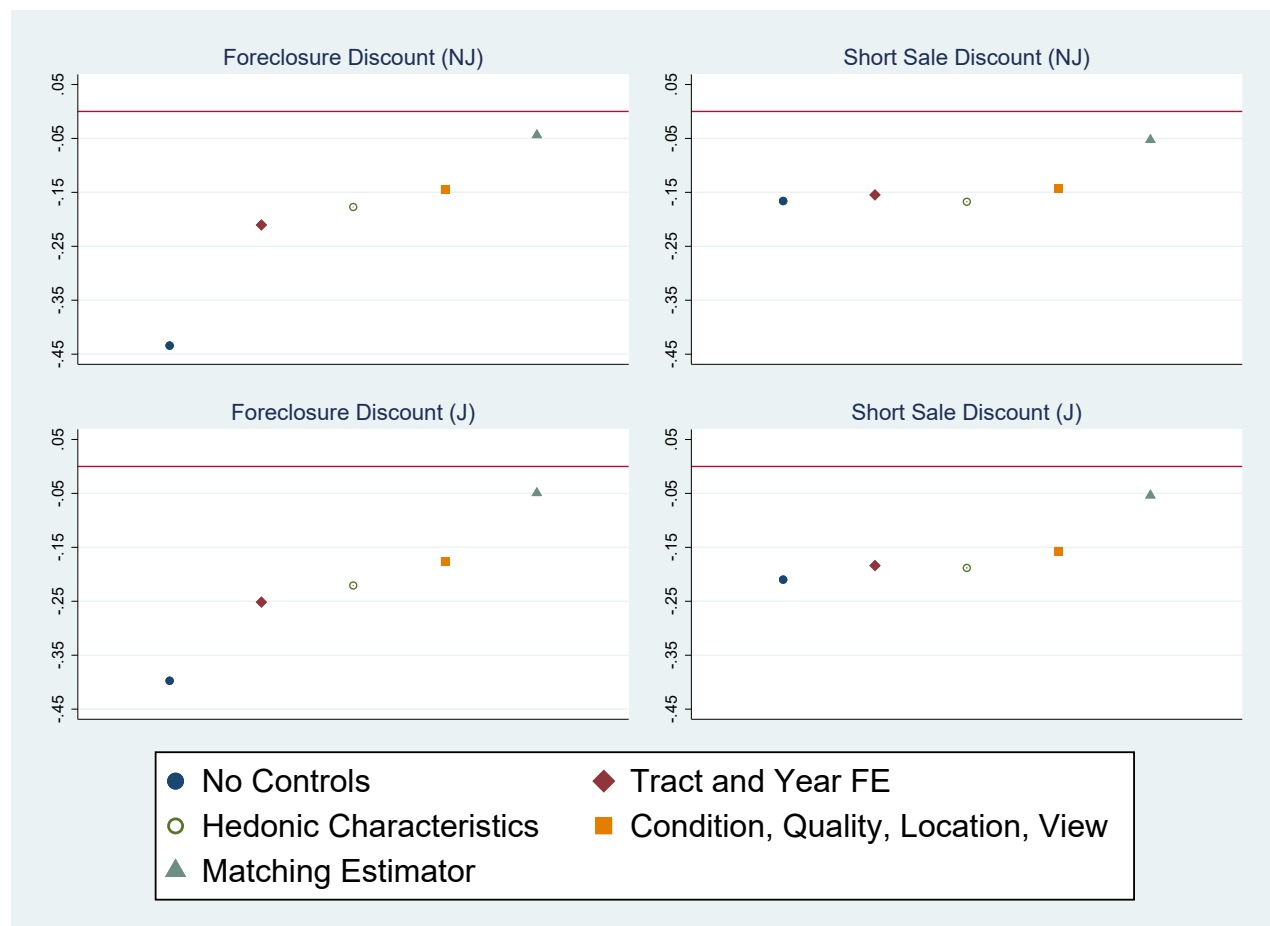 Foreclosure Discount (NJ)
.05
-.05
-.15
-.25
-.35
-.45
Short Sale Discount (NJ)
.05
-.05
-.15
-.25
-.35
-.45
Foreclosure Discount (J)
.05
-.05
-.15
-.25
-.35
-.45
Short Sale Discount (J)
.05
-.05
-.15
-.25
-.35
-.45
No Controls
Tract and Year FE
Hedonic Characteristics
Condition, Quality, Location, View
Matching Estimator